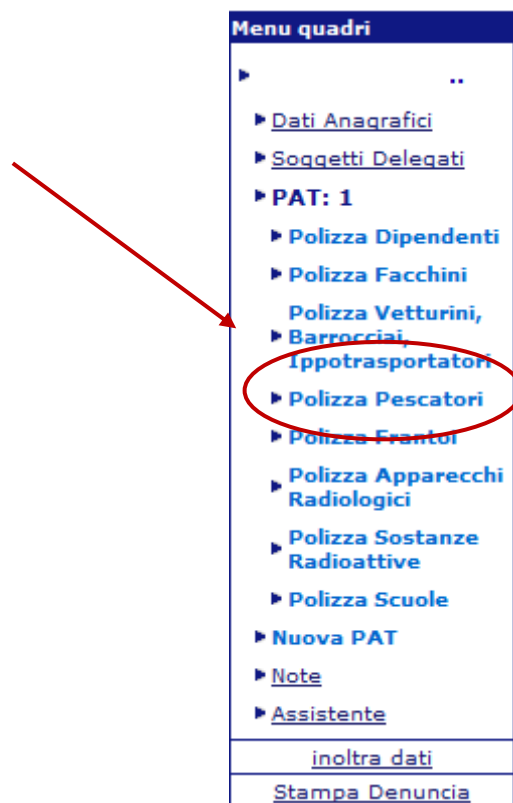 Menu quadri
..
Dati Anagrafici
Soggetti Delegati
PAT: 1
Polizza Dipendenti
Polizza Facchini
Polizza Vetturini,
Barrocciai,
Ippotrasportatori
Polizza Pescatori
Polizza Frantoi
Polizza Apparecchi
Radiologici
Polizza Sostanze
Radioattive
Polizza Scuole
Nuova PAT
Note
Assistente
inoltra dati
Stampa Denuncia